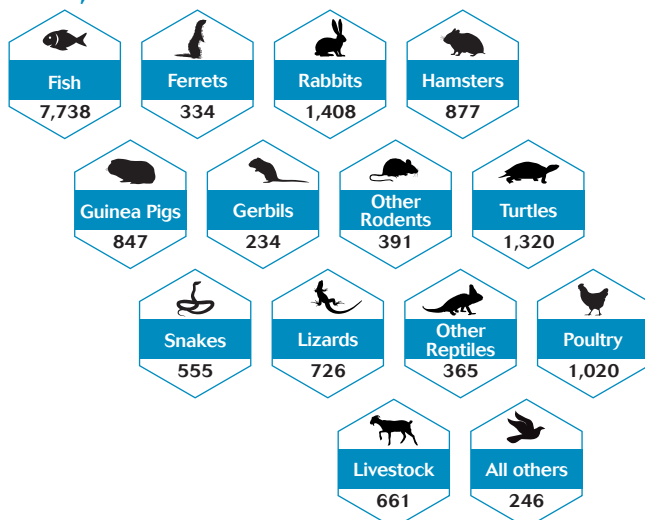 Fish
7,738
Ferrets
334
Rabbits
1,408
Hamsters
877
Guinea Pigs
847
Gerbils
234
Other
Rodents
391
Turtles
1,320
Snakes
555
Lizards
726
Other
Reptiles
365
Poultry
1,020
Livestock
661
All others
246